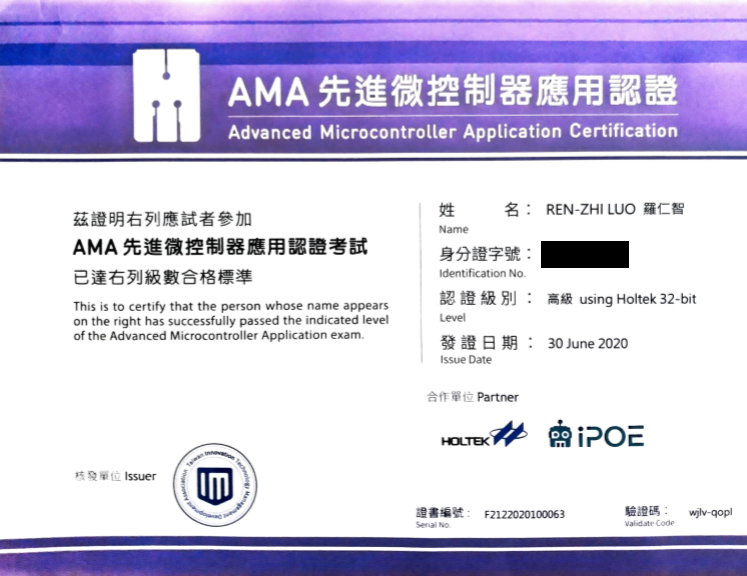 AMA 先進微控制器應用認證
Advanced Microcontroller Application Certification
茲證明右列應試者參加
AMA 先進微控制器應用認證考試
已達右列級數合格標準
This is to certify that the person whose name appears
on the right has successfully passed the indicated level
of the Advanced Microcontroller Application exam.
姓名： REN-ZHI LUO 羅仁智
Name
身分證字號：
Identification No.
認證級別： 高級 using Holtek 32-bit
Level
發證日期： 30 June 2020
Issue Date
合作單位 Partner
HOLTEK
iPOE
核發單位 Issuer
Taiwan Innovation Technology Management Development Association
證書編號： F2122020100063
Serial No.
驗證碼： wjlv-qopl
Validate Code